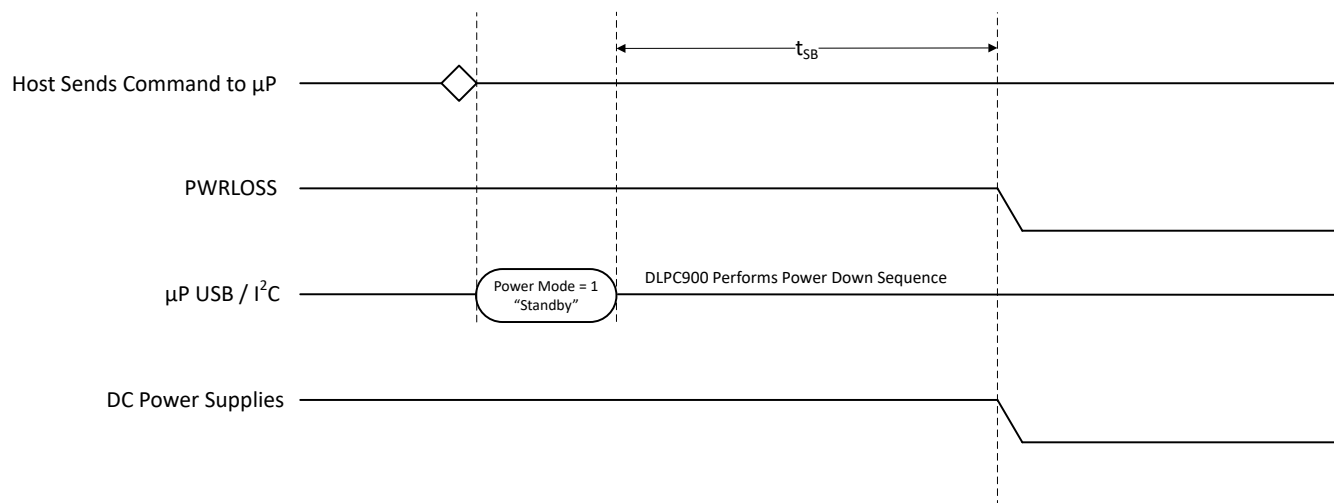 t_SB
Host Sends Command to μP
PWRLOSS
μP USB / I²C
Power Mode = 1
“Standby”
DLPC900 Performs Power Down Sequence
DC Power Supplies